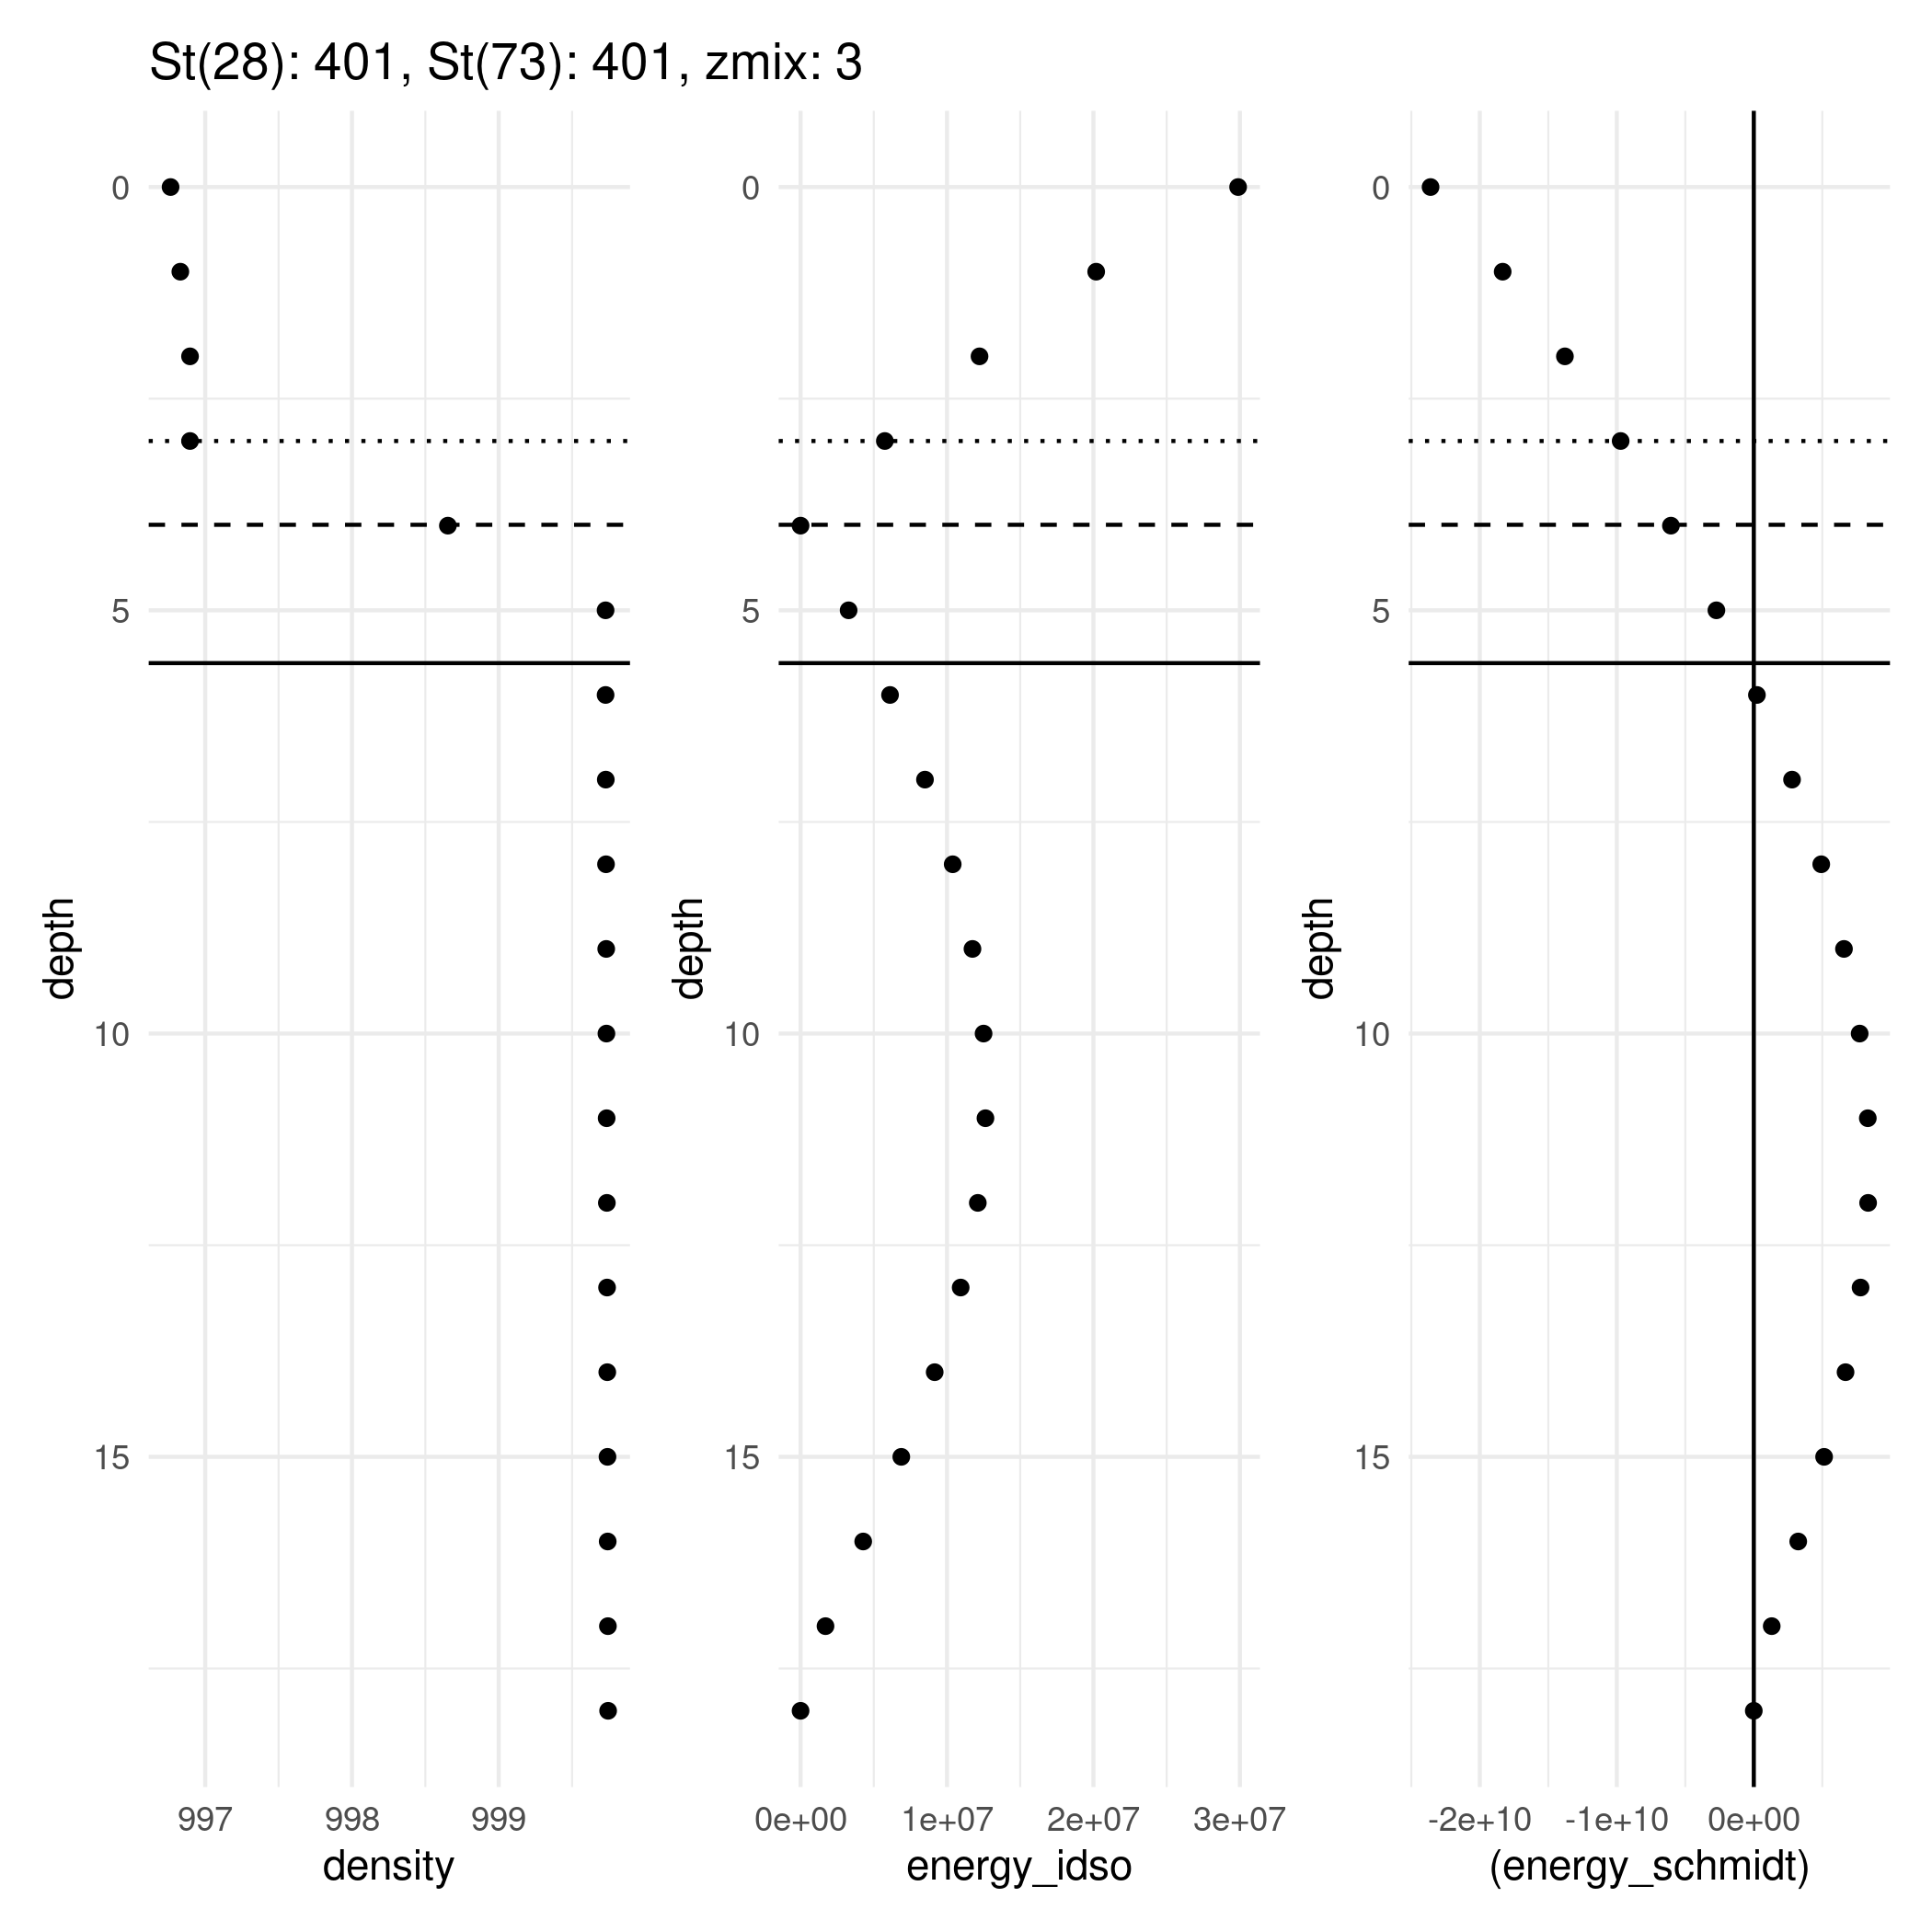 St(28): 401, St(73): 401, zmix: 3
0
5
10
15
depth
997 998 999
density
0
5
10
15
depth
0e+00 1e+07 2e+07 3e+07
energy_idso
0
5
10
15
depth
-2e+10 -1e+10 0e+00
(energy_schmidt)